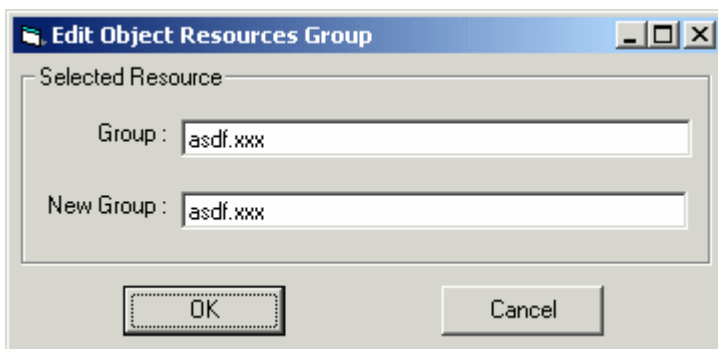 Edit Object Resources Group
Selected Resource
Group : asdf.xxx
New Group : asdf.xxx
OK Cancel